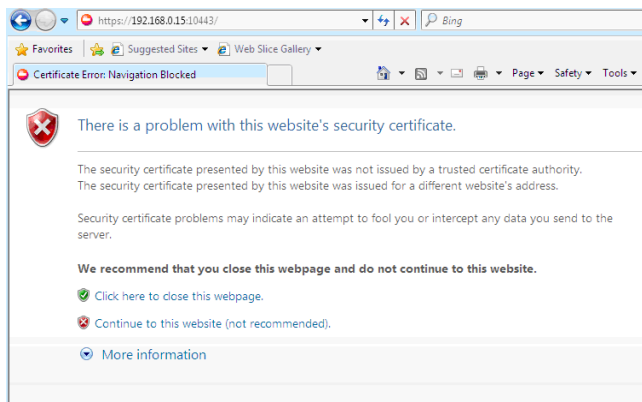 https://192.168.0.15:10443/
Bing
Favorites
Suggested Sites
Web Slice Gallery
Certificate Error: Navigation Blocked
Page
Safety
Tools
There is a problem with this website's security certificate.
The security certificate presented by this website was not issued by a trusted certificate authority.
The security certificate presented by this website was issued for a different website's address.
Security certificate problems may indicate an attempt to fool you or intercept any data you send to the
server.
We recommend that you close this webpage and do not continue to this website.
Click here to close this webpage.
Continue to this website (not recommended).
More information